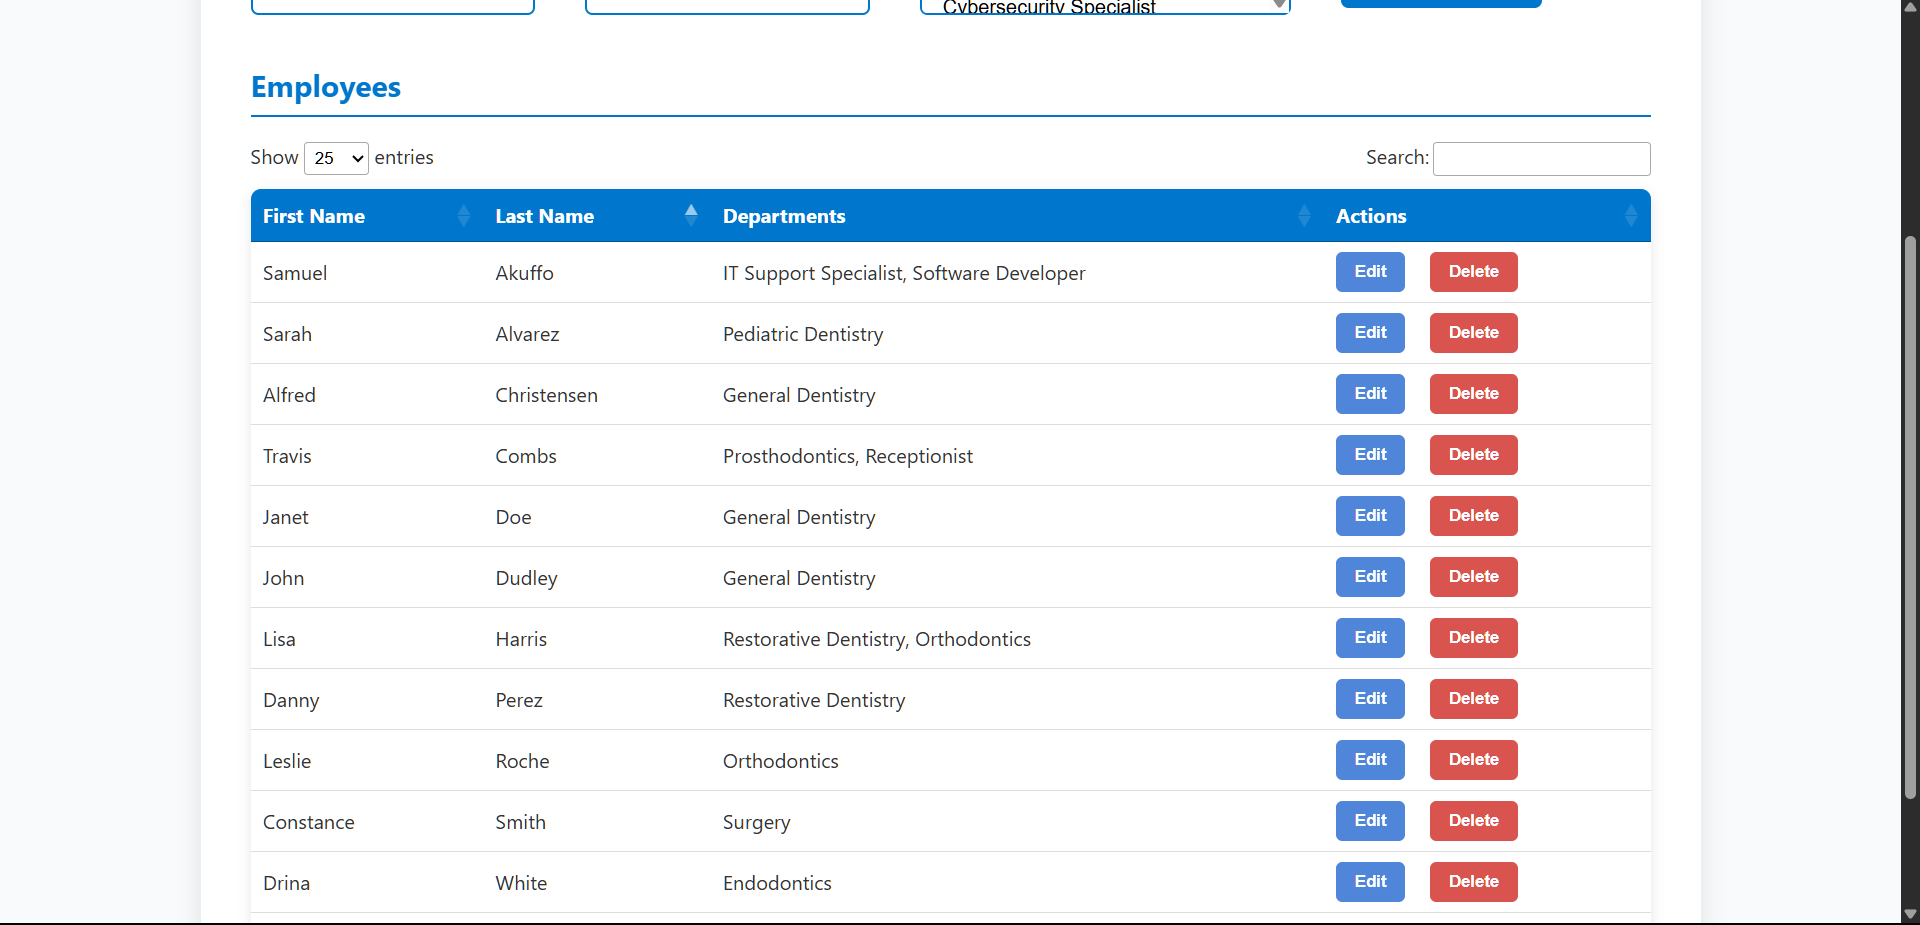 Cybersecurity Specialist
Employees
Show 25 entries Search:
First Name Last Name Departments Actions
Samuel Akuffo IT Support Specialist, Software Developer Edit Delete
Sarah Alvarez Pediatric Dentistry Edit Delete
Alfred Christensen General Dentistry Edit Delete
Travis Combs Prosthodontics, Receptionist Edit Delete
Janet Doe General Dentistry Edit Delete
John Dudley General Dentistry Edit Delete
Lisa Harris Restorative Dentistry, Orthodontics Edit Delete
Danny Perez Restorative Dentistry Edit Delete
Leslie Roche Orthodontics Edit Delete
Constance Smith Surgery Edit Delete
Drina White Endodontics Edit Delete